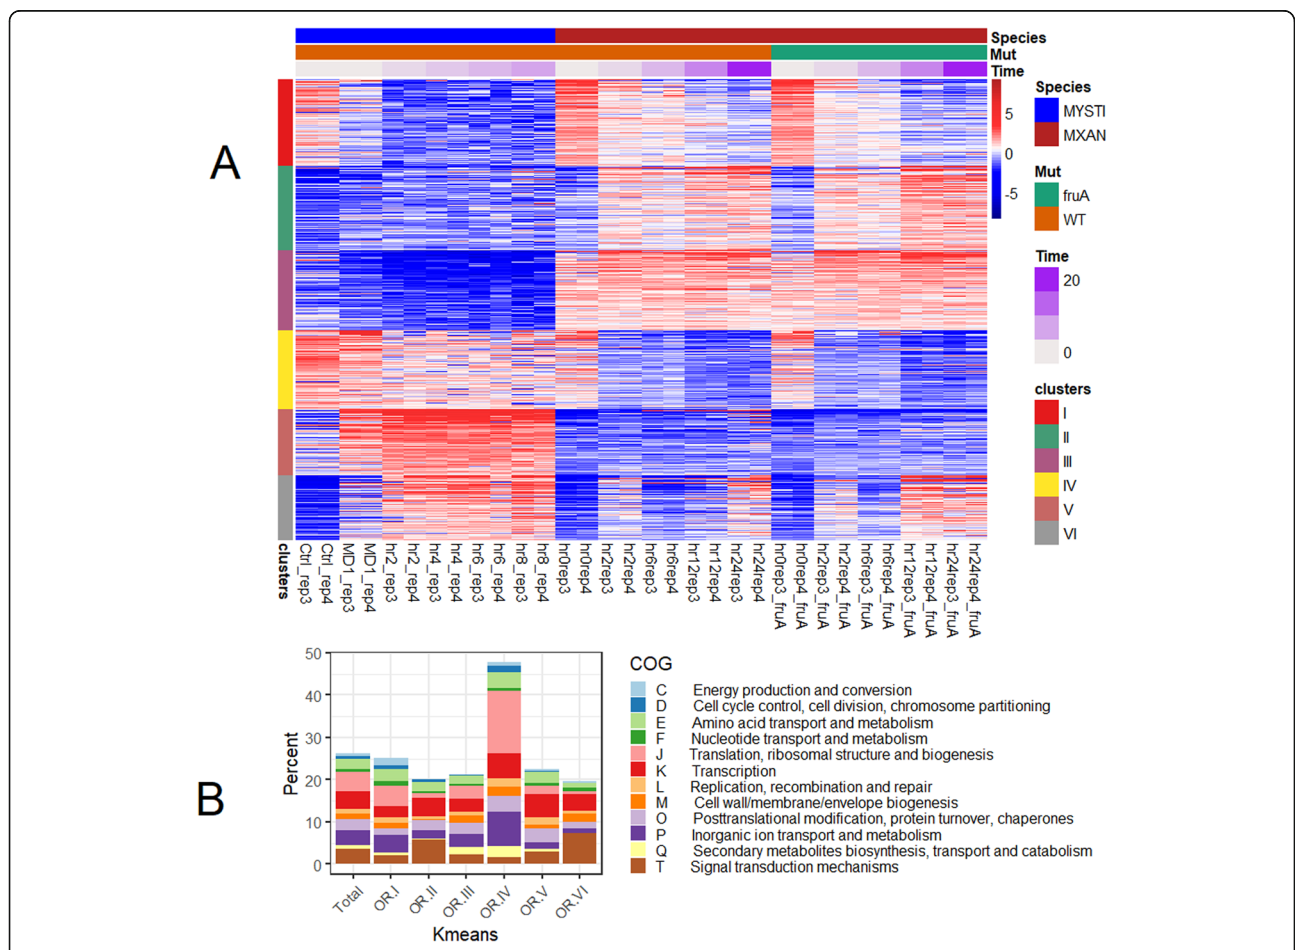 A
Species
Mut
Time
5
0
-5
Species
MYSTI
MXAN
Mut
fruA
WT
Time
20
0
clusters
I
II
III
IV
V
VI
clusters
Ctrl_rep3
Ctrl_rep4
MD1_rep3
MD1_rep4
hr2_rep3
hr2_rep4
hr4_rep3
hr4_rep4
hr6_rep3
hr6_rep4
hr8_rep3
hr8_rep4
hr0rep3
hr0rep4
hr2rep3
hr2rep4
hr6rep3
hr6rep4
hr12rep3
hr12rep4
hr24rep3
hr24rep4
hr0rep3_fruA
hr0rep4_fruA
hr2rep3_fruA
hr2rep4_fruA
hr6rep3_fruA
hr6rep4_fruA
hr12rep3_fruA
hr12rep4_fruA
hr24rep3_fruA
hr24rep4_fruA
B
Percent
50
40
30
20
10
0
Total
OR.I
OR.II
OR.III
OR.IV
OR.V
OR.VI
Kmeans
COG
C Energy production and conversion
D Cell cycle control, cell division, chromosome partitioning
E Amino acid transport and metabolism
F Nucleotide transport and metabolism
J Translation, ribosomal structure and biogenesis
K Transcription
L Replication, recombination and repair
M Cell wall/membrane/envelope biogenesis
O Posttranslational modification, protein turnover, chaperones
P Inorganic ion transport and metabolism
Q Secondary metabolites biosynthesis, transport and catabolism
T Signal transduction mechanisms